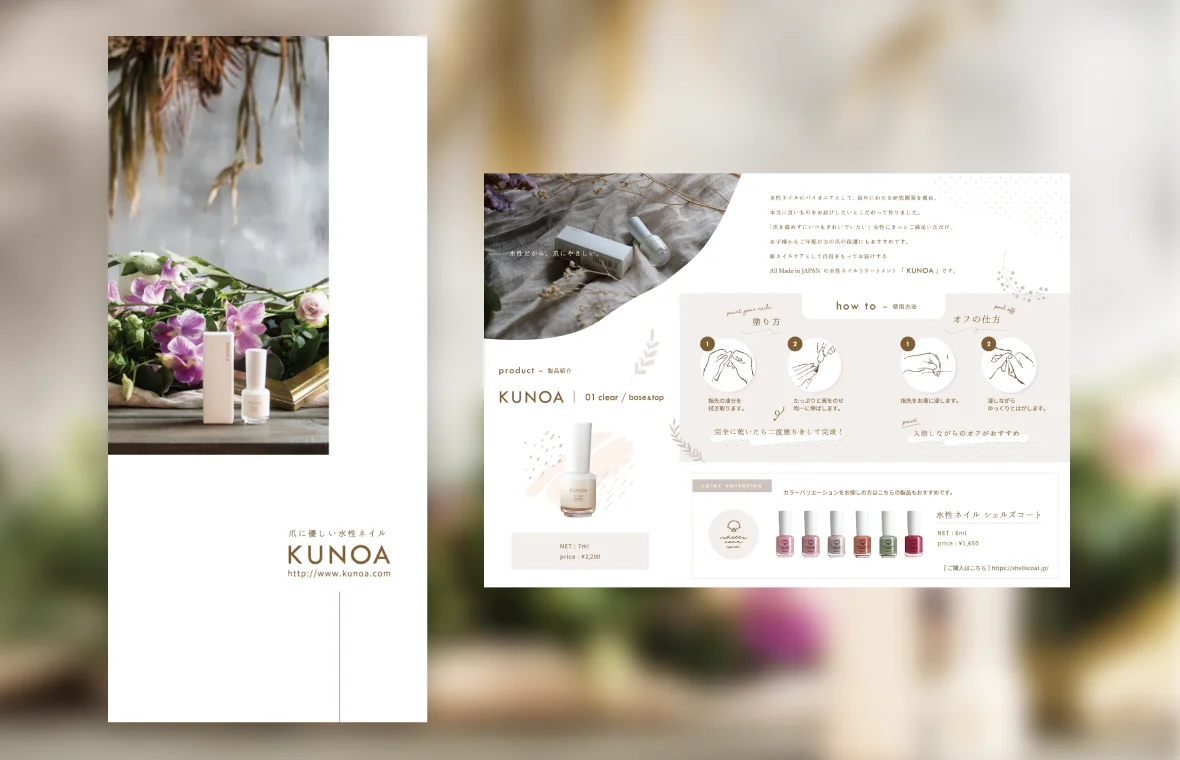 爪に優しい水性ネイル
KUNOA
http://www.kunoa.com
水性だから、爪にやさしい。
水性ネイルのパイオニアとして、長年にわたる研究開発を重ね、
本当に良いものをお届けしたいとこだわって作りました。
「爪を傷めずにいつもきれいでいたい」女性にきっとご満足いただけ、
お子様からご年配の方の爪の保護にもおすすめです。
新ネイルケアとして自信をもってお届けする
All Made in JAPAN の水性ネイルトリートメント「 KUNOA 」です。
product – 製品紹介
KUNOA | 01 clear / base&top
KUNOA
NET : 7ml
price : ¥2,200
how to – 使用方法
paint your nails
塗り方
1
指先の油分を
拭き取ります。
2
たっぷりと液をのせ
均一に伸ばします。
完全に乾いたら二度塗りをして完成!
peel off
オフの仕方
1
指先をお湯に浸します。
2
浸しながら
ゆっくりとはがします。
point
入浴しながらのオフがおすすめ
color variation
カラーバリエーションをお探しの方はこちらの製品もおすすめです。
shells
coat
水性ネイル シェルズコート
NET : 6ml
price : ¥1,650
[ ご購入はこちら ] https://shellscoat.jp/